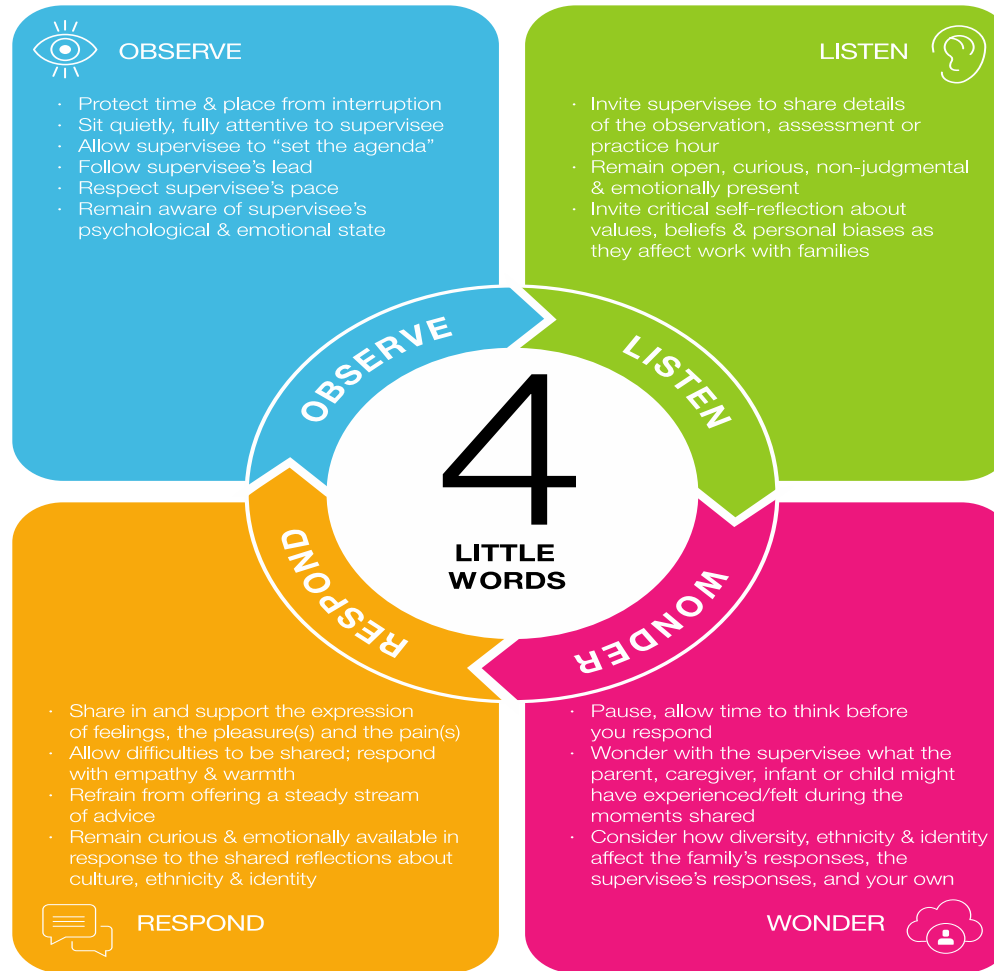 OBSERVE
· Protect time & place from interruption
· Sit quietly, fully attentive to supervisee
· Allow supervisee to “set the agenda”
· Follow supervisee’s lead
· Respect supervisee’s pace
· Remain aware of supervisee’s
psychological & emotional state
LISTEN
· Invite supervisee to share details
of the observation, assessment or
practice hour
· Remain open, curious, non-judgmental
& emotionally present
· Invite critical self-reflection about
values, beliefs & personal biases as
they affect work with families
OBSERVE
LISTEN
WONDER
RESPOND
4
LITTLE
WORDS
· Share in and support the expression
of feelings, the pleasure(s) and the pain(s)
· Allow difficulties to be shared; respond
with empathy & warmth
· Refrain from offering a steady stream
of advice
· Remain curious & emotionally available in
response to the shared reflections about
culture, ethnicity & identity
RESPOND
· Pause, allow time to think before
you respond
· Wonder with the supervisee what the
parent, caregiver, infant or child might
have experienced/felt during the
moments shared
· Consider how diversity, ethnicity & identity
affect the family’s responses, the
supervisee’s responses, and your own
WONDER